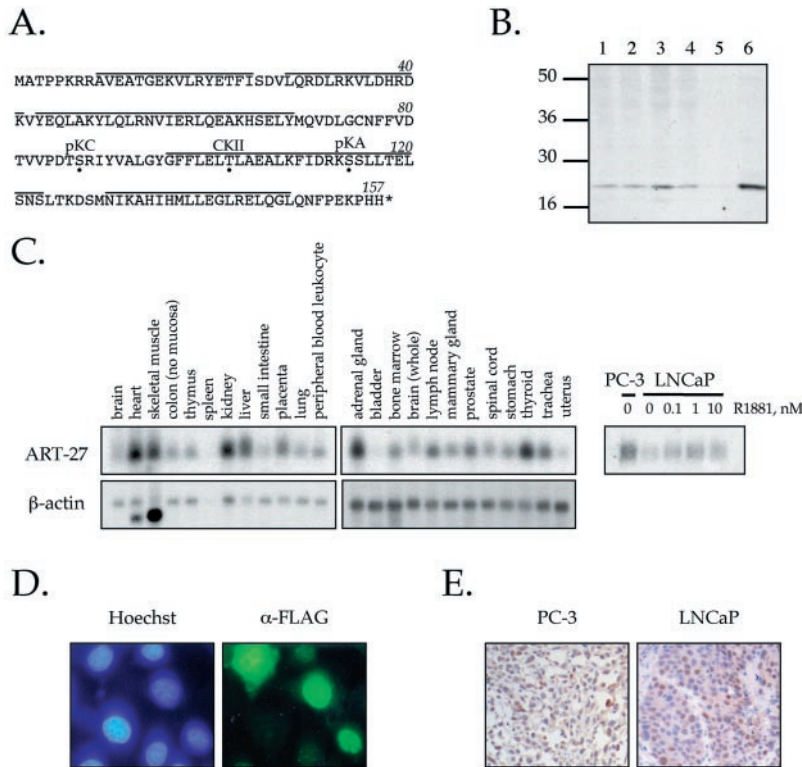 A.
40
MATPPKRRAVEATGEKVLRYETFISDVLQRDLRKVLDHRD
80
KVYEQLAKYLQLRNVIERLQEAKHSELYMQVDLGCNFFVD
pKC CKII pKA 120
TVVPDTSRIYVALGYGFFLELTLAEALKFIDRKSSLLTEL
157
SNSLTKDSMNIKAHIHMLLEGLRELQGLQNFPEKPHH*
B.
1 2 3 4 5 6
50
36
30
16
C.
brain
heart
skeletal muscle
colon (no mucosa)
thymus
spleen
kidney
liver
small intestine
placenta
lung
peripheral blood leukocyte
adrenal gland
bladder
bone marrow
brain (whole)
lymph node
mammary gland
prostate
spinal cord
stomach
thyroid
trachea
uterus
PC-3 LNCaP
0 0 0.1 1 10 R1881, nM
ART-27
β-actin
D.
Hoechst α-FLAG
E.
PC-3 LNCaP